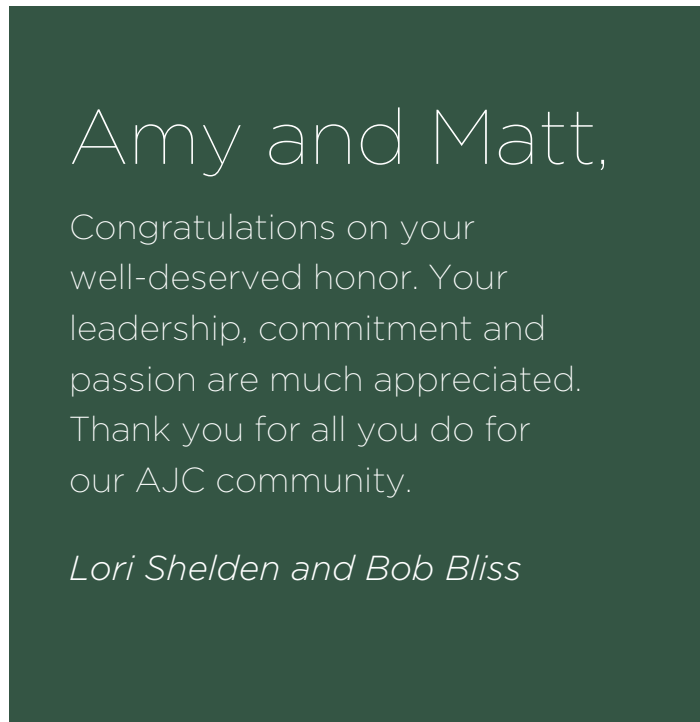 Amy and Matt,
Congratulations on your
well-deserved honor. Your
leadership, commitment and
passion are much appreciated.
Thank you for all you do for
our AJC community.
Lori Shelden and Bob Bliss